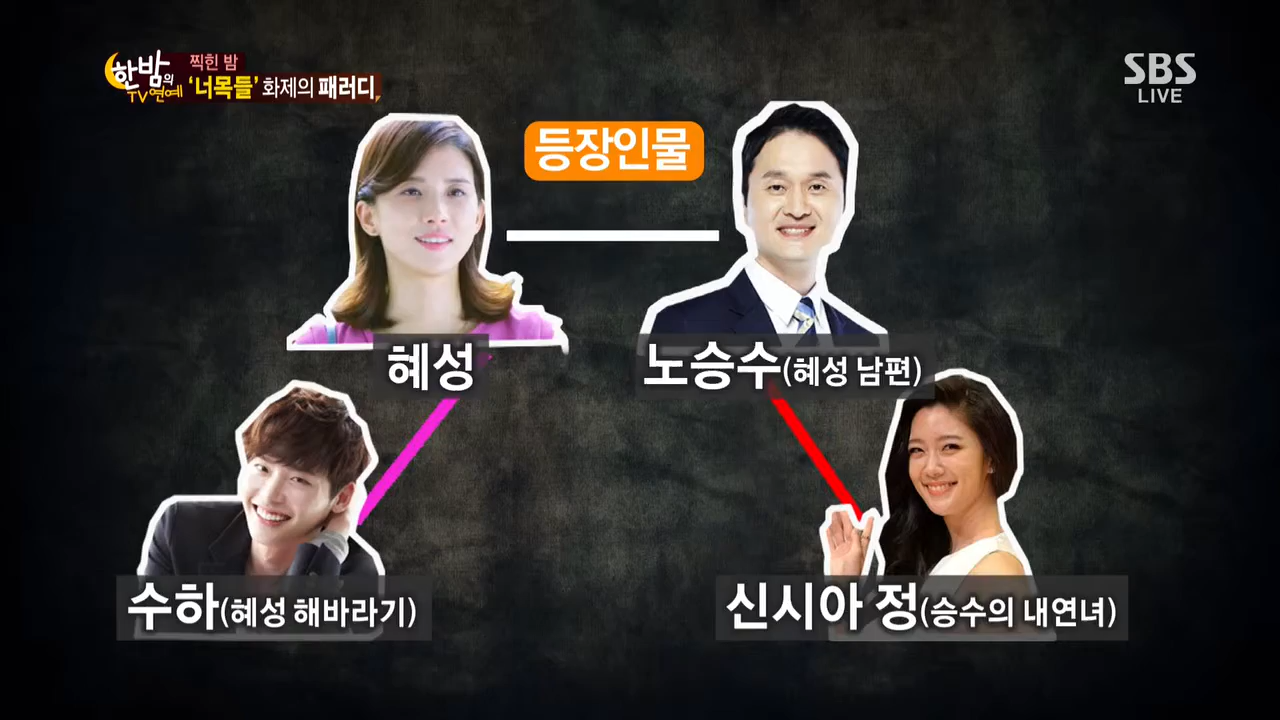 찍힌 밤
한밤의
TV연예
'너목들' 화제의 패러디
SBS
LIVE
등장인물
혜성
노승수(혜성 남편)
수하(혜성 해바라기)
신시아 정(승수의 내연녀)